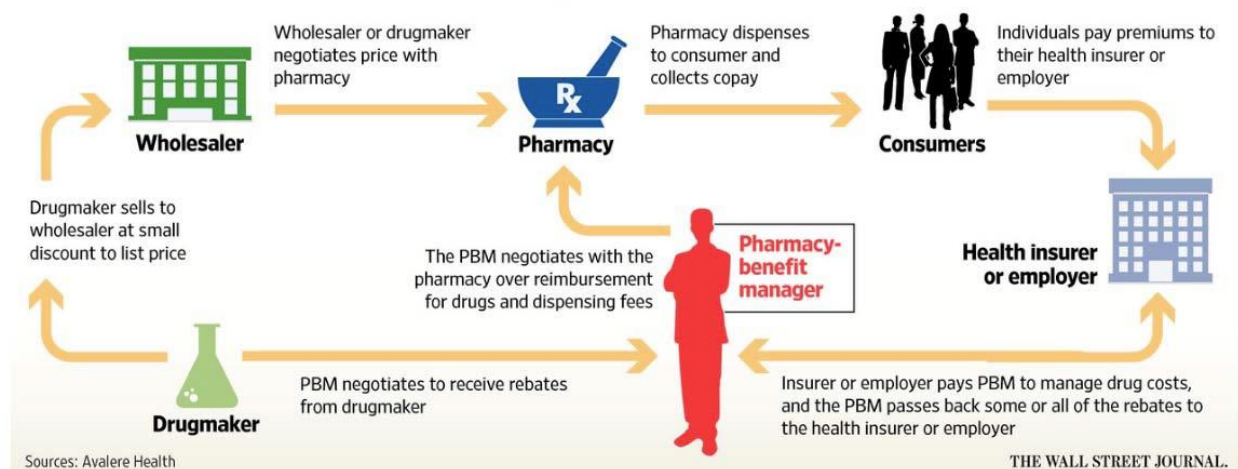 Wholesaler or drugmaker
negotiates price with
pharmacy
Pharmacy dispenses
to consumer and
collects copay
Individuals pay premiums to
their health insurer or
employer
Rx
Wholesaler
Pharmacy
Consumers
Drugmaker sells to
wholesaler at small
discount to list price
The PBM negotiates with the
pharmacy over reimbursement
for drugs and dispensing fees
Pharmacy-
benefit
manager
Health insurer
or employer
PBM negotiates to receive rebates
from drugmaker
Drugmaker
Insurer or employer pays PBM to manage drug costs,
and the PBM passes back some or all of the rebates to
the health insurer or employer
Sources: Avalere Health
THE WALL STREET JOURNAL.